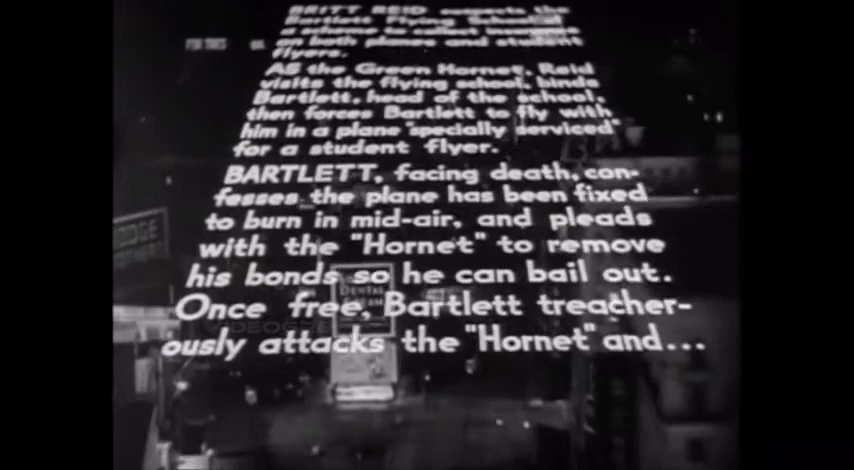 BRITT REID suspects the
Bartlett Flying School of
a scheme to collect insurance
on both planes and student
flyers.
AS the Green Hornet, Reid
visits the flying school, binds
Bartlett, head of the school,
then forces Bartlett to fly with
him in a plane "specially serviced"
for a student flyer.
BARTLETT, facing death, con-
fesses the plane has been fixed
to burn in mid-air, and pleads
with the "Hornet" to remove
his bonds so he can bail out.
Once free, Bartlett treacher-
ously attacks the "Hornet" and...
DENTAL